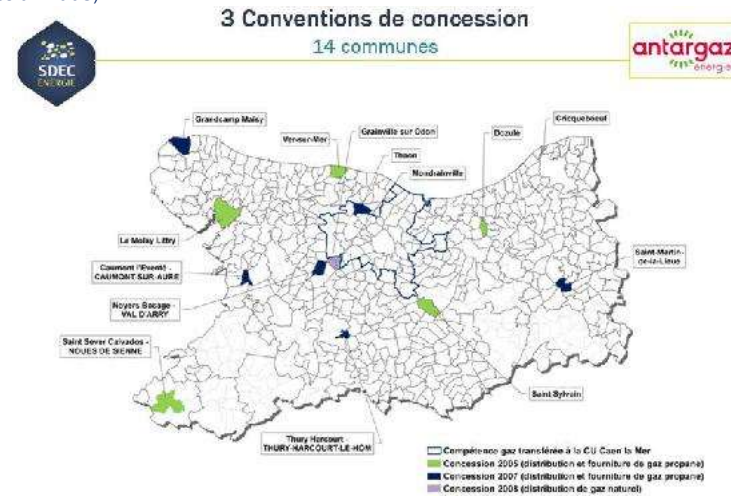 3 Conventions de concession
14 communes
SDEC
ENERGIE
antargaz
énergies
Grandcamp Maisy
Ver-sur-Mer
Grainville sur Odon
Thaon
Mondrainville
Dozule
Cricqueboeuf
Le Molay Littry
Caumont l'Eventé -
CAUMONT-SUR-AURE
Noyers Bocage -
VAL D'ARRY
Saint Sever Calvados -
NOUES DE SIENNE
Saint-Martin-
de-la-Lieue
Saint Sylvain
Thury Harcourt -
THURY-HARCOURT-LE-HOM
Compétence gaz transférée à la CU Caen la Mer
Concession 2005 (distribution et fourniture de gaz propane)
Concession 2007 (distribution et fourniture de gaz propane)
Concession 2008 (distribution de gaz naturel)